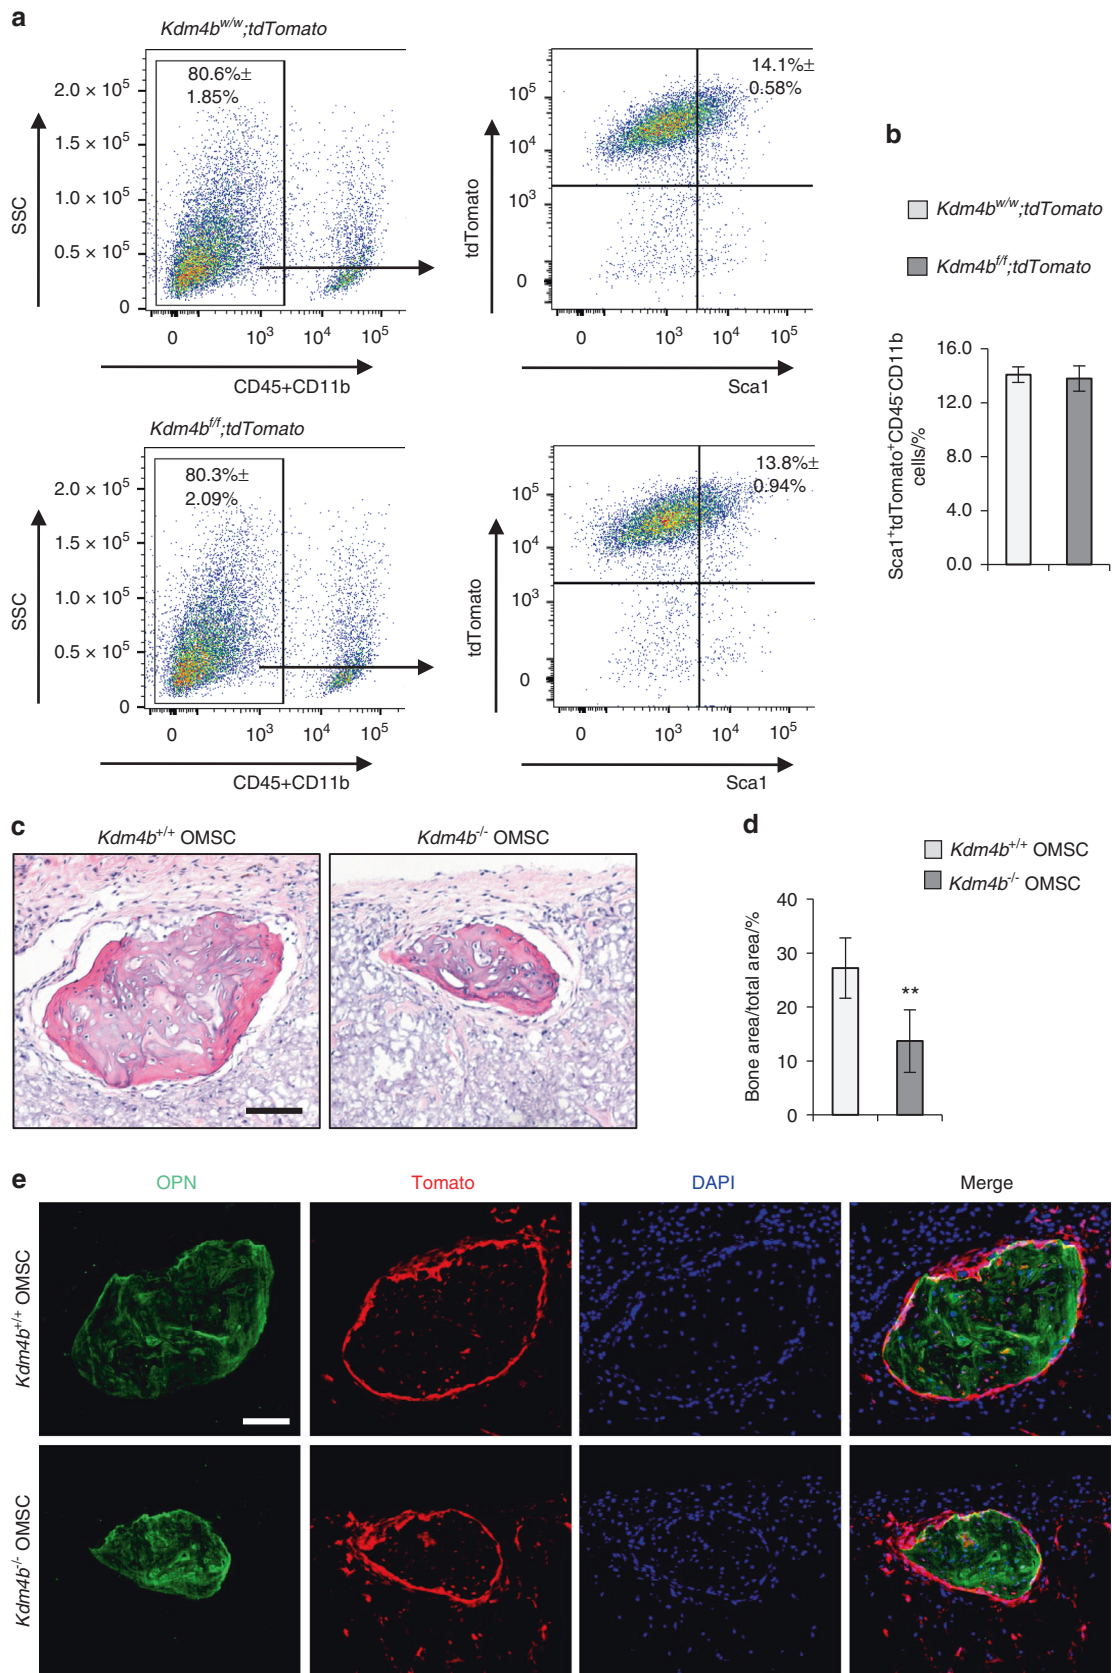 a
Kdm4b^w/w;tdTomato
80.6%±
1.85%
2.0 × 10^5
1.5 × 10^5
1.0 × 10^5
0.5 × 10^5
0
SSC
0 10^3 10^4 10^5
CD45+CD11b
14.1%±
0.58%
10^5
10^4
10^3
0
tdTomato
0 10^3 10^4 10^5
Sca1
Kdm4b^f/f;tdTomato
80.3%±
2.09%
2.0 × 10^5
1.5 × 10^5
1.0 × 10^5
0.5 × 10^5
0
SSC
0 10^3 10^4 10^5
CD45+CD11b
13.8%±
0.94%
10^5
10^4
10^3
0
tdTomato
0 10^3 10^4 10^5
Sca1
b
Kdm4b^w/w;tdTomato
Kdm4b^f/f;tdTomato
Sca1^+tdTomato^+CD45^-CD11b
cells/%
16.0
12.0
8.0
4.0
0.0
c
Kdm4b^+/+ OMSC
Kdm4b^-/- OMSC
d
Kdm4b^+/+ OMSC
Kdm4b^-/- OMSC
Bone area/total area/%
40
30
20
10
0
**
e
OPN Tomato DAPI Merge
Kdm4b^+/+ OMSC
Kdm4b^-/- OMSC